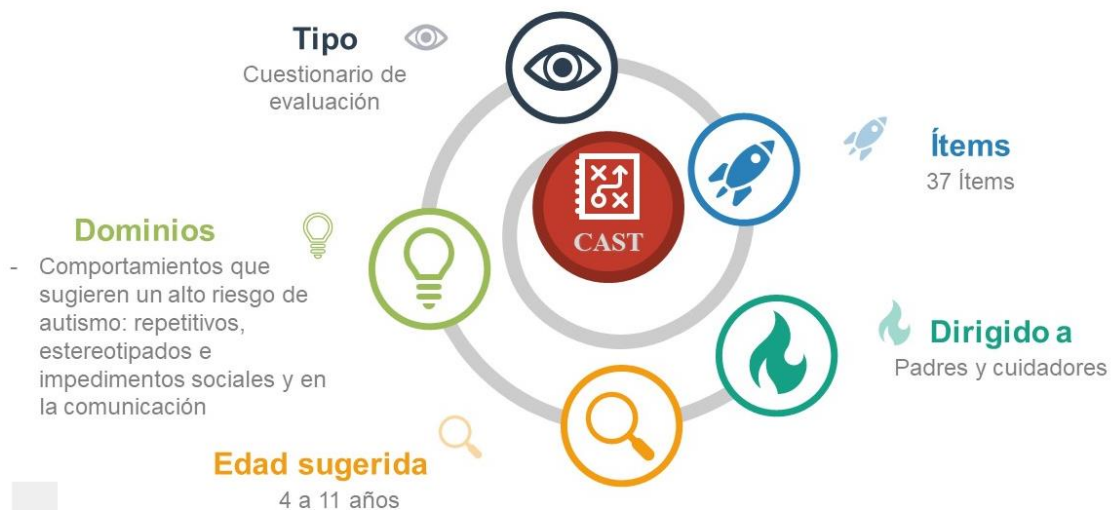 Tipo
Cuestionario de
evaluación
CAST
Ítems
37 Ítems
Dominios
- Comportamientos que
sugieren un alto riesgo de
autismo: repetitivos,
estereotipados e
impedimentos sociales y en
la comunicación
Dirigido a
Padres y cuidadores
Edad sugerida
4 a 11 años